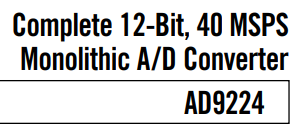 Complete 12-Bit, 40 MSPS
Monolithic A/D Converter
AD9224